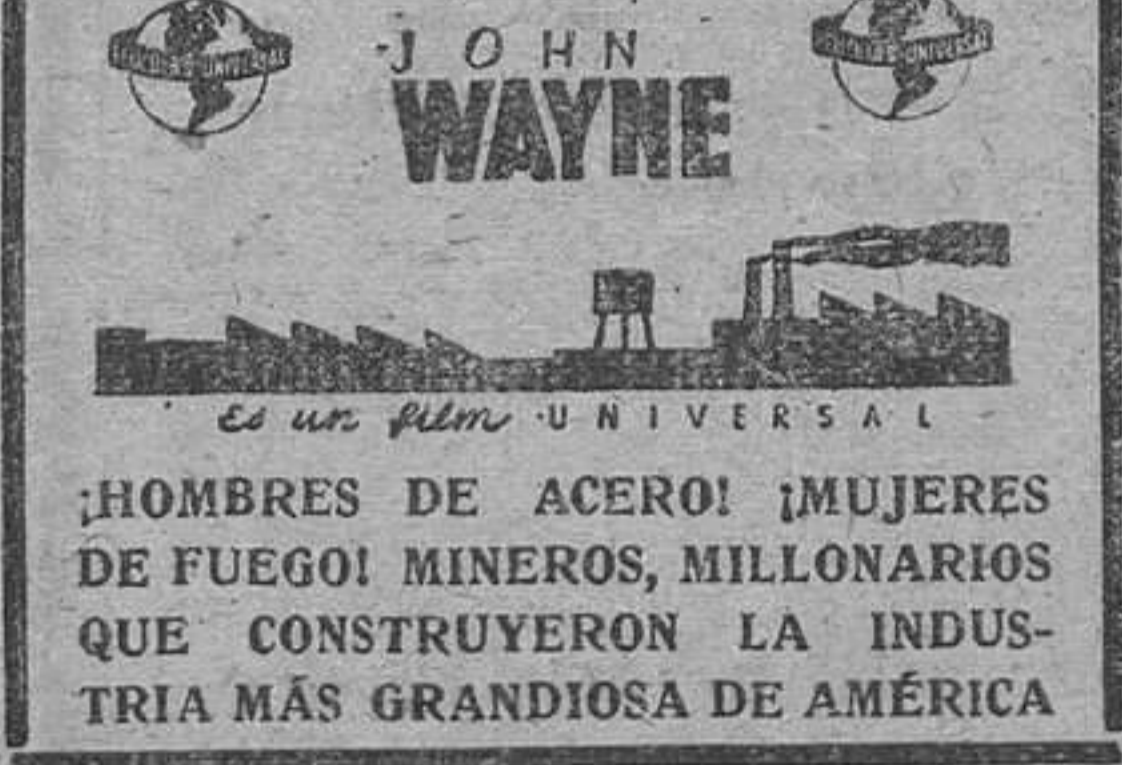 JOHN
WAYNE
Es un film UNIVERSAL
¡HOMBRES DE ACERO! ¡MUJERES
DE FUEGO! MINEROS, MILLONARIOS
QUE CONSTRUYERON LA INDUS-
TRIA MÁS GRANDIOSA DE AMÉRICA